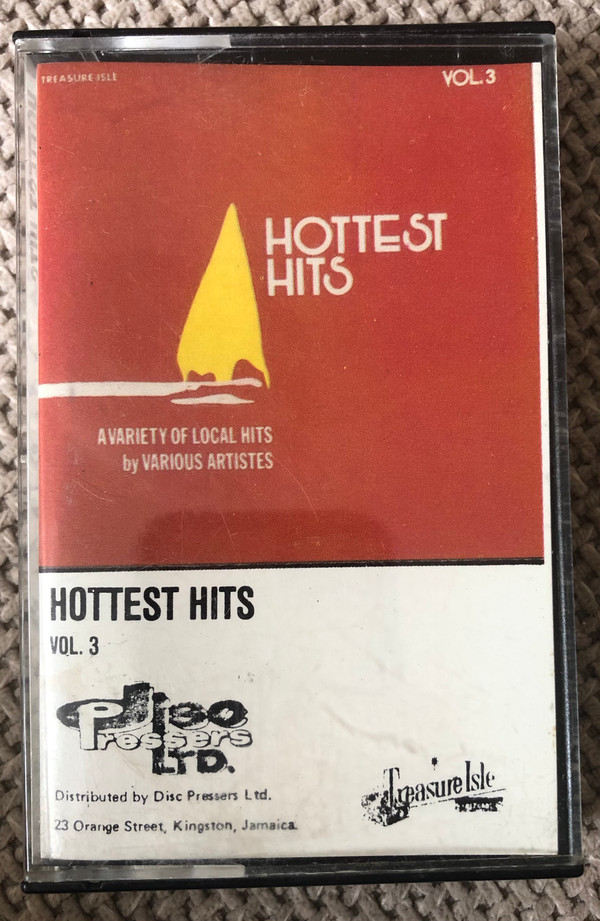 TREASURE ISLE
VOL.3
HOTTEST
HITS
A VARIETY OF LOCAL HITS
by VARIOUS ARTISTES
HOTTEST HITS
VOL. 3
Disc
Pressers
LTD.
Distributed by Disc Pressers Ltd.
23 Orange Street, Kingston, Jamaica.
Treasure Isle